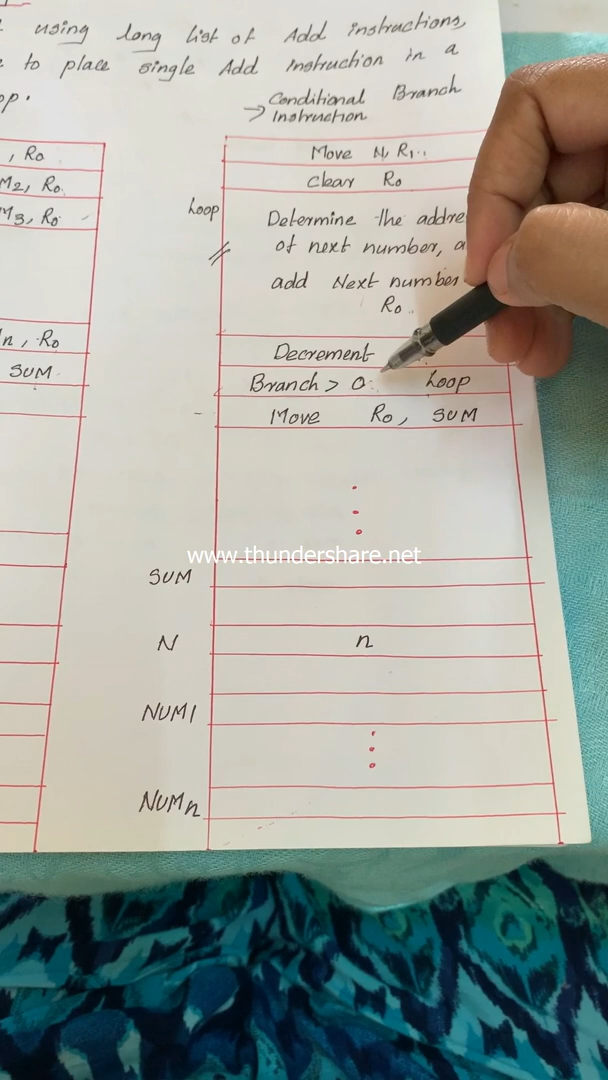 using long list of Add instructions,
to place single Add Instruction in a
op.
→ Conditional Branch
Instruction
, R0
M2, R0
M3, R0
n, R0
SUM
Move N, R1
Clear R0
Loop
Determine the addre
of next number, a
add Next number
R0
Decrement
Branch > 0 Loop
Move R0, SUM
www.thundershare.net
SUM
N n
NUM1
NUMn